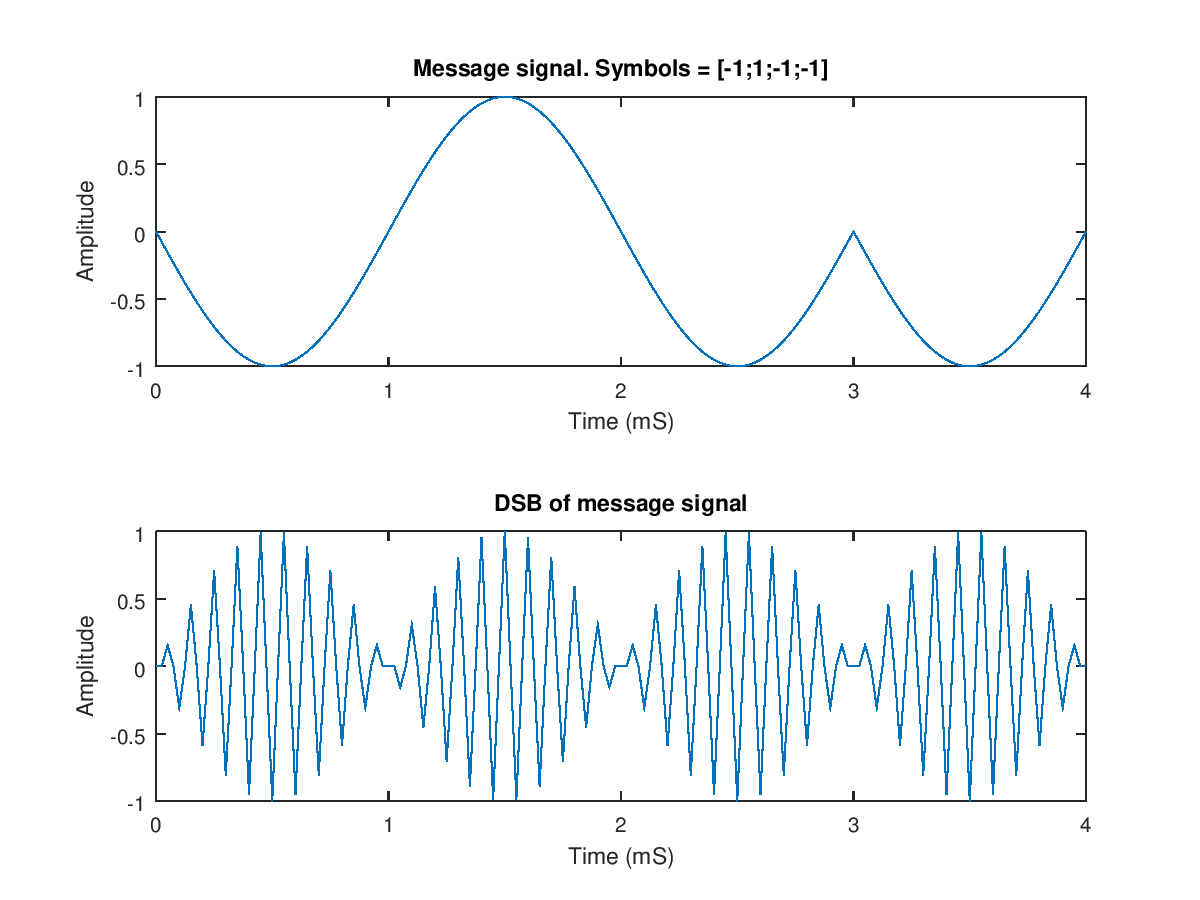 Message signal. Symbols = [-1;1;-1;-1]
1
0.5
0
-0.5
-1
Amplitude
0 1 2 3 4
Time (mS)
DSB of message signal
1
0.5
0
-0.5
-1
Amplitude
0 1 2 3 4
Time (mS)